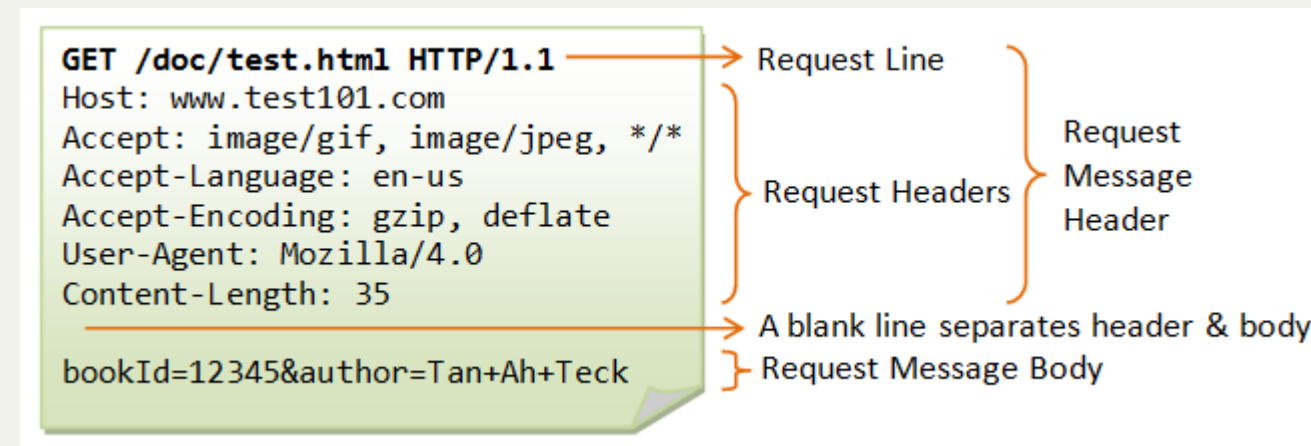 GET /doc/test.html HTTP/1.1
Host: www.test101.com
Accept: image/gif, image/jpeg, */*
Accept-Language: en-us
Accept-Encoding: gzip, deflate
User-Agent: Mozilla/4.0
Content-Length: 35
bookId=12345&author=Tan+Ah+Teck
Request Line
Request Headers
Request
Message
Header
A blank line separates header & body
Request Message Body